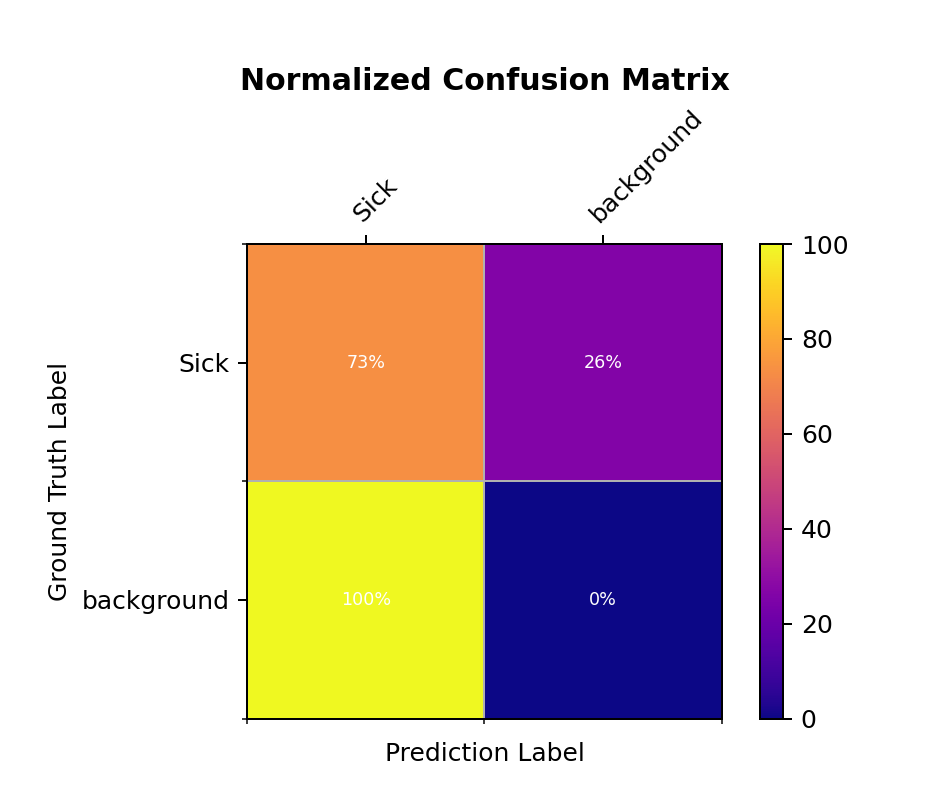 Normalized Confusion Matrix
Sick
background
100
80
60
40
20
0
Ground Truth Label
Sick
73%
26%
background
100%
0%
Prediction Label